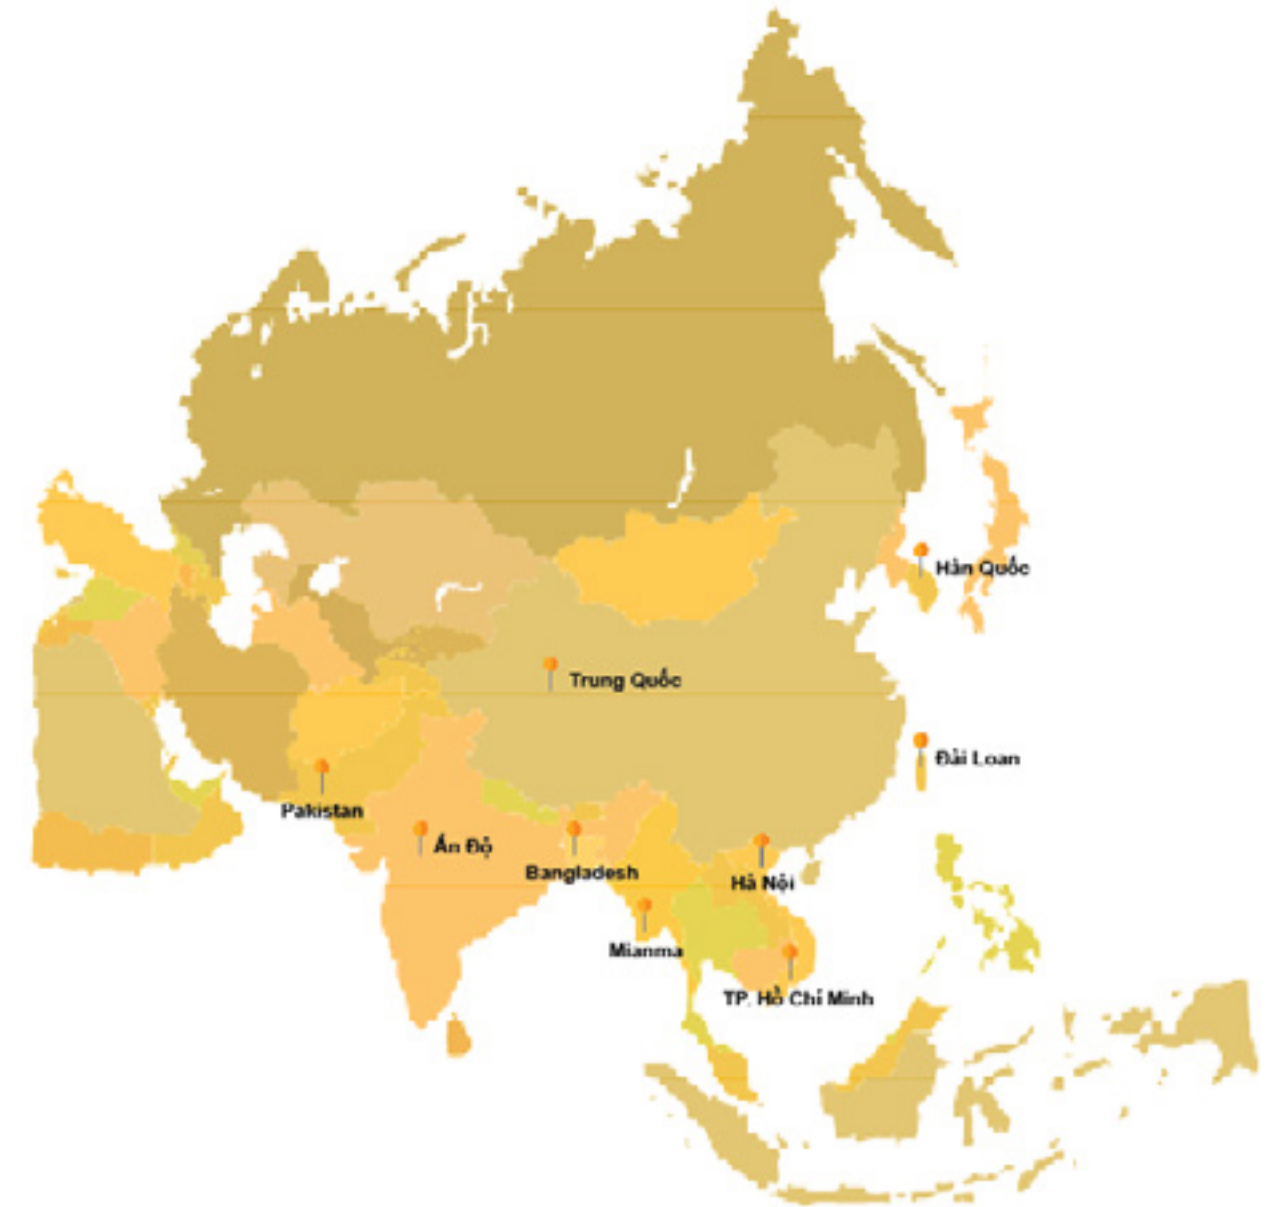 Hàn Quốc
Trung Quốc
Đài Loan
Pakistan
Ấn Độ
Bangladesh
Hà Nội
Mianma
TP. Hồ Chí Minh